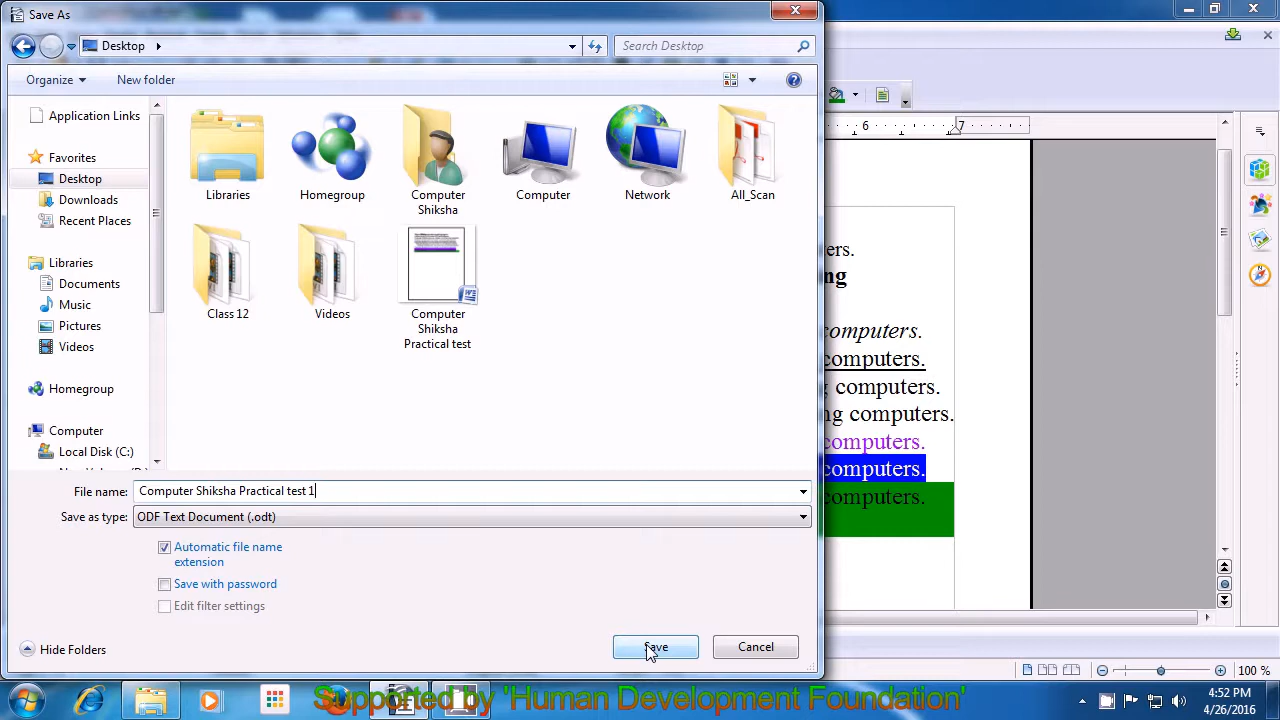 Save As
Desktop
Search Desktop
Organize
New folder
Application Links
Favorites
Desktop
Downloads
Recent Places
Libraries
Documents
Music
Pictures
Videos
Homegroup
Computer
Local Disk (C:)
Libraries
Homegroup
Computer
Shiksha
Computer
Network
All_Scan
Class 12
Videos
Computer
Shiksha
Practical test
File name:
Computer Shiksha Practical test 1
Save as type:
ODF Text Document (.odt)
Automatic file name
extension
Save with password
Edit filter settings
Hide Folders
Save
Cancel
6
7
ers.
ng
computers.
computers.
g computers.
ng computers.
computers.
computers.
computers.
100 %
Supported by 'Human Development Foundation'
4:52 PM
4/26/2016